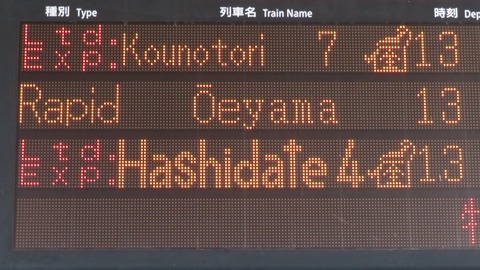 種別 Type 列車名 Train Name 時刻 Dep
Ltd. Exp. Kounotori 7 13
Rapid Ōeyama 13
Ltd. Exp. Hashidate 4 13